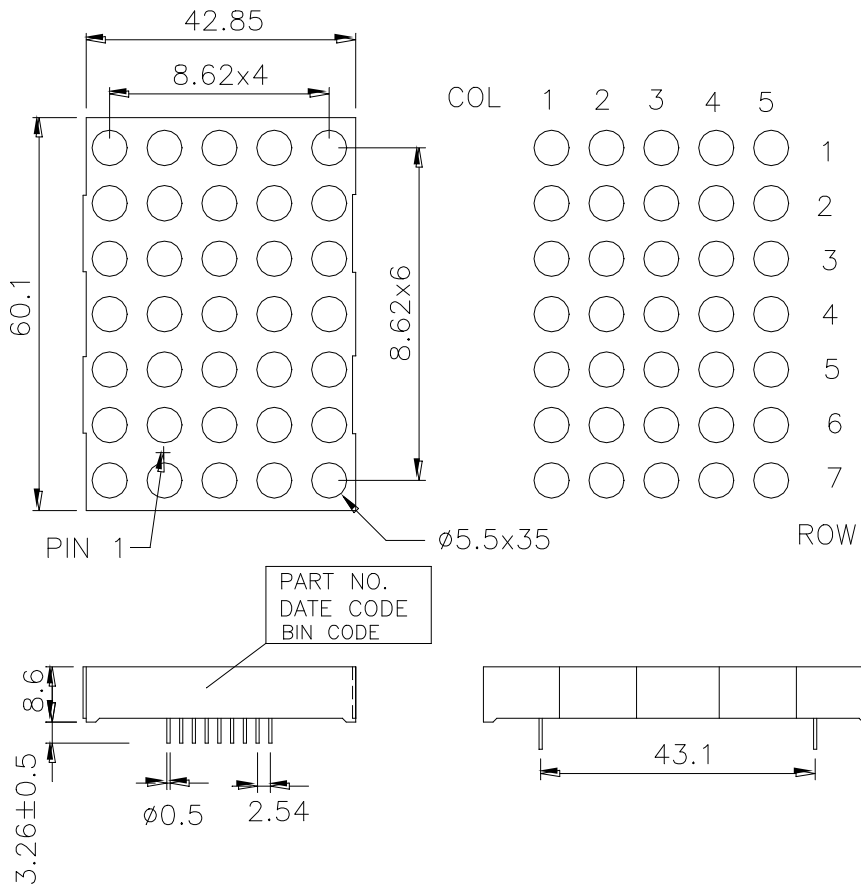 42.85
8.62x4
COL 1 2 3 4 5
1
2
3
4
5
6
7
ROW
60.1
8.62x6
PIN 1
ø5.5x35
PART NO.
DATE CODE
BIN CODE
8.6
3.26±0.5
ø0.5
2.54
43.1